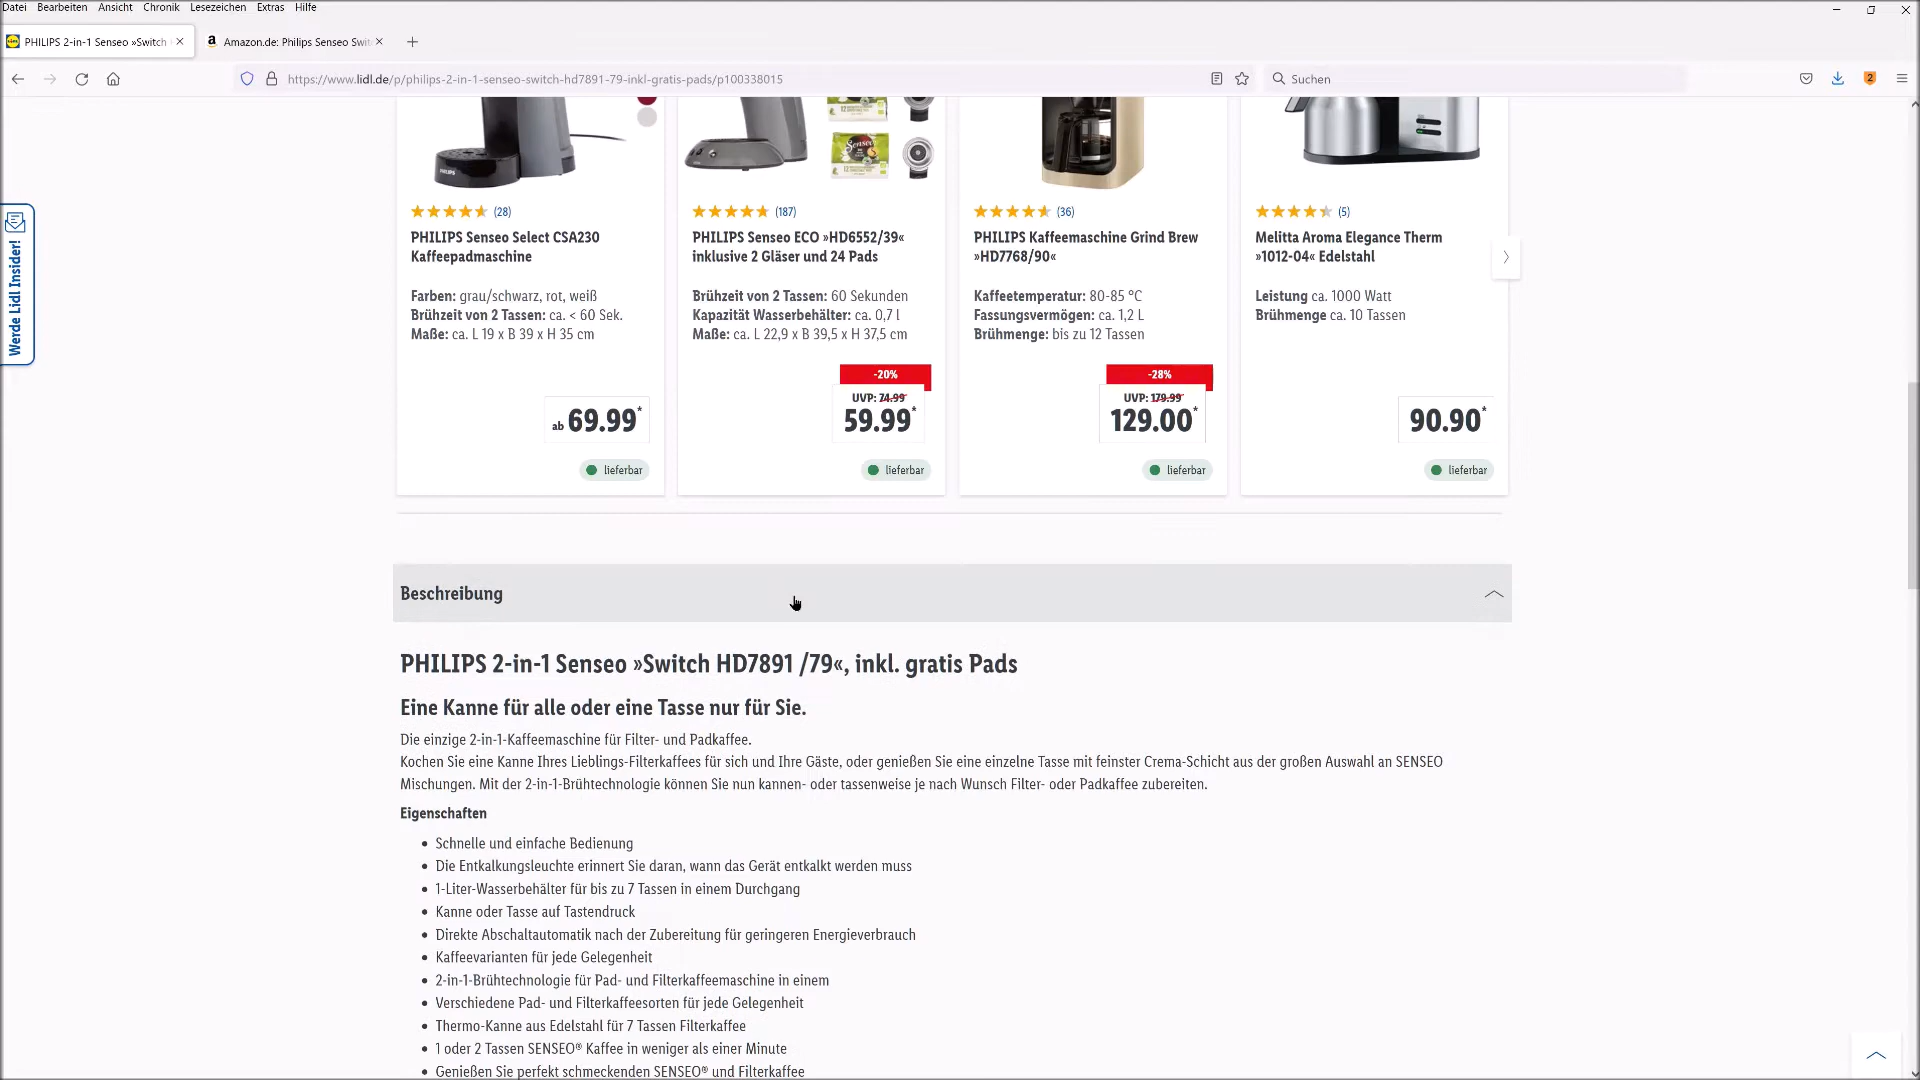 Datei Bearbeiten Ansicht Chronik Lesezeichen Extras Hilfe
PHILIPS 2-in-1 Senseo »Switch
Amazon.de: Philips Senseo Swit
https://www.lidl.de/p/philips-2-in-1-senseo-switch-hd7891-79-inkl-gratis-pads/p100338015
Suchen
2
Werde Lidl Insider!
PHILIPS
Senseo
(28)
PHILIPS Senseo Select CSA230
Kaffeepadmaschine
Farben: grau/schwarz, rot, weiß
Brühzeit von 2 Tassen: ca. < 60 Sek.
Maße: ca. L 19 x B 39 x H 35 cm
ab 69.99*
lieferbar
(187)
PHILIPS Senseo ECO »HD6552/39«
inklusive 2 Gläser und 24 Pads
Brühzeit von 2 Tassen: 60 Sekunden
Kapazität Wasserbehälter: ca. 0,7 l
Maße: ca. L 22,9 x B 39,5 x H 37,5 cm
-20%
UVP: 74.99
59.99*
lieferbar
(36)
PHILIPS Kaffeemaschine Grind Brew
»HD7768/90«
Kaffeetemperatur: 80-85 °C
Fassungsvermögen: ca. 1,2 L
Brühmenge: bis zu 12 Tassen
-28%
UVP: 179.99
129.00*
lieferbar
(5)
Melitta Aroma Elegance Therm
»1012-04« Edelstahl
Leistung ca. 1000 Watt
Brühmenge ca. 10 Tassen
90.90*
lieferbar
Beschreibung
PHILIPS 2-in-1 Senseo »Switch HD7891 /79«, inkl. gratis Pads
Eine Kanne für alle oder eine Tasse nur für Sie.
Die einzige 2-in-1-Kaffeemaschine für Filter- und Padkaffee.
Kochen Sie eine Kanne Ihres Lieblings-Filterkaffees für sich und Ihre Gäste, oder genießen Sie eine einzelne Tasse mit feinster Crema-Schicht aus der großen Auswahl an SENSEO
Mischungen. Mit der 2-in-1-Brühtechnologie können Sie nun kannen- oder tassenweise je nach Wunsch Filter- oder Padkaffee zubereiten.
Eigenschaften
• Schnelle und einfache Bedienung
• Die Entkalkungsleuchte erinnert Sie daran, wann das Gerät entkalkt werden muss
• 1-Liter-Wasserbehälter für bis zu 7 Tassen in einem Durchgang
• Kanne oder Tasse auf Tastendruck
• Direkte Abschaltautomatik nach der Zubereitung für geringeren Energieverbrauch
• Kaffeevarianten für jede Gelegenheit
• 2-in-1-Brühtechnologie für Pad- und Filterkaffeemaschine in einem
• Verschiedene Pad- und Filterkaffeesorten für jede Gelegenheit
• Thermo-Kanne aus Edelstahl für 7 Tassen Filterkaffee
• 1 oder 2 Tassen SENSEO® Kaffee in weniger als einer Minute
• Genießen Sie perfekt schmeckenden SENSEO® und Filterkaffee